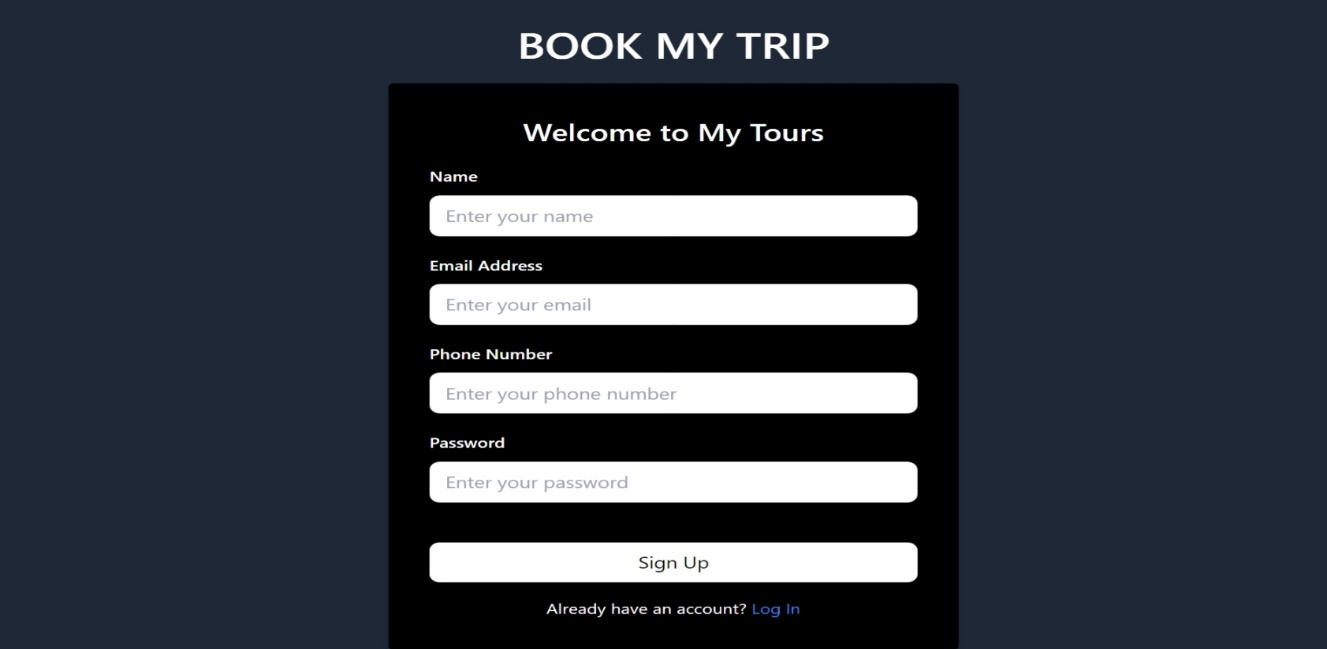 BOOK MY TRIP
Welcome to My Tours
Name
Enter your name
Email Address
Enter your email
Phone Number
Enter your phone number
Password
Enter your password
Sign Up
Already have an account? Log In